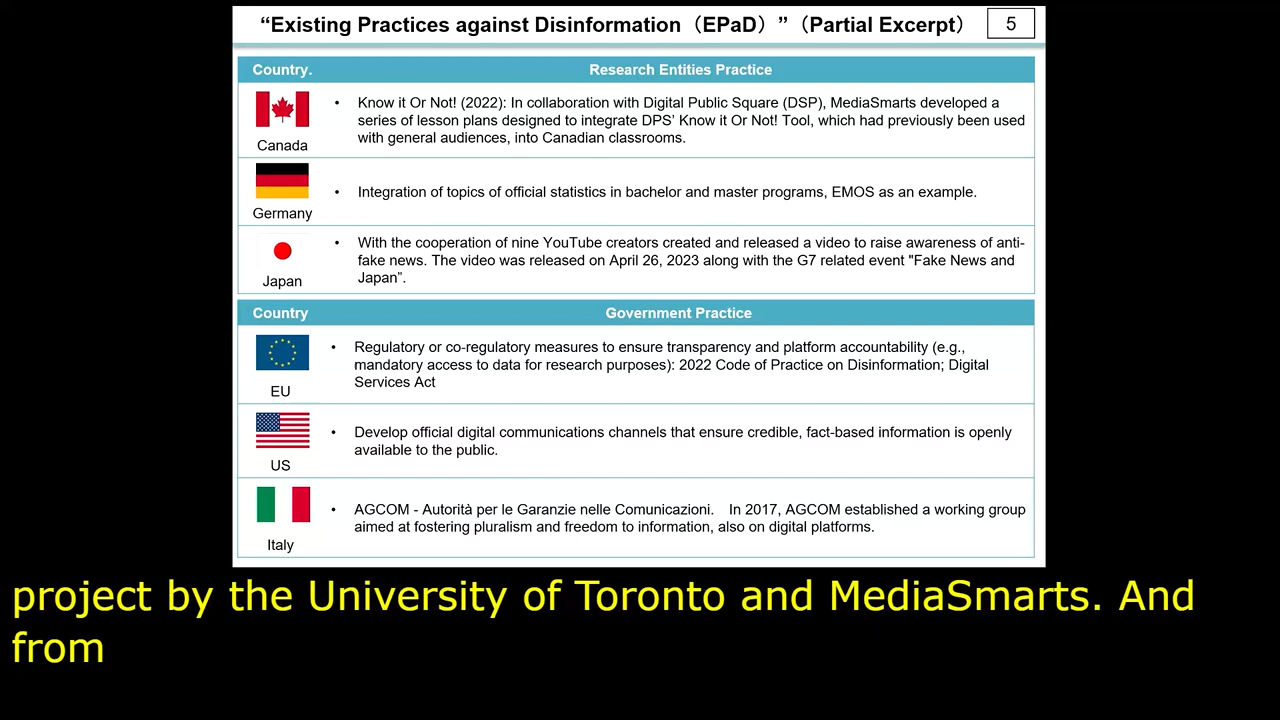 “Existing Practices against Disinformation（EPaD）”（Partial Excerpt）
5
Country.
Research Entities Practice
Canada
• Know it Or Not! (2022): In collaboration with Digital Public Square (DSP), MediaSmarts developed a
series of lesson plans designed to integrate DPS’ Know it Or Not! Tool, which had previously been used
with general audiences, into Canadian classrooms.
Germany
• Integration of topics of official statistics in bachelor and master programs, EMOS as an example.
Japan
• With the cooperation of nine YouTube creators created and released a video to raise awareness of anti-
fake news. The video was released on April 26, 2023 along with the G7 related event "Fake News and
Japan”.
Country
Government Practice
EU
• Regulatory or co-regulatory measures to ensure transparency and platform accountability (e.g.,
mandatory access to data for research purposes): 2022 Code of Practice on Disinformation; Digital
Services Act
US
• Develop official digital communications channels that ensure credible, fact-based information is openly
available to the public.
Italy
• AGCOM - Autorità per le Garanzie nelle Comunicazioni. In 2017, AGCOM established a working group
aimed at fostering pluralism and freedom to information, also on digital platforms.
project by the University of Toronto and MediaSmarts. And
from